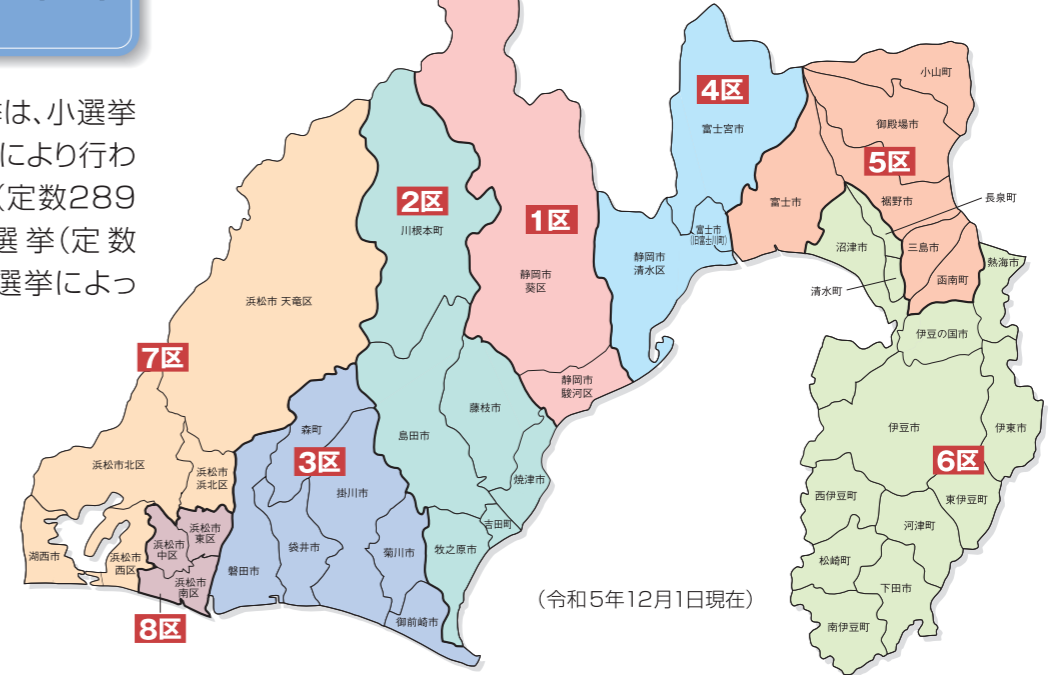 挙は、小選挙
により行わ
(定数289
選挙(定数
選挙によっ
4区
富士宮市
小山町
御殿場市
5区
裾野市
長泉町
富士市
富士市
(旧富士川町)
沼津市
三島市
函南町
清水町
熱海市
伊豆の国市
2区
川根本町
1区
静岡市
葵区
静岡市
清水区
静岡市
駿河区
浜松市 天竜区
7区
藤枝市
島田市
焼津市
吉田町
牧之原市
森町
3区
掛川市
袋井市
菊川市
磐田市
御前崎市
浜松市北区
浜松市
浜北区
湖西市
浜松市
西区
浜松市
中区
浜松市
東区
浜松市
南区
8区
伊豆市
伊東市
6区
西伊豆町
東伊豆町
河津町
松崎町
下田市
南伊豆町
(令和5年12月1日現在)